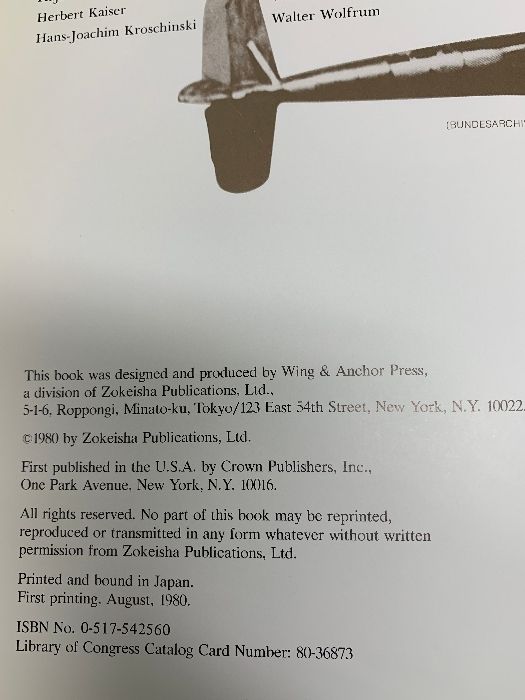 Herbert Kaiser
Hans-Joachim Kroschinski
Walter Wolfrum
(BUNDESARCHI
This book was designed and produced by Wing & Anchor Press,
a division of Zokeisha Publications, Ltd.,
5-1-6, Roppongi, Minato-ku, Tokyo/123 East 54th Street, New York, N.Y. 10022.
©1980 by Zokeisha Publications, Ltd.
First published in the U.S.A. by Crown Publishers, Inc.,
One Park Avenue, New York, N.Y. 10016.
All rights reserved. No part of this book may be reprinted,
reproduced or transmitted in any form whatever without written
permission from Zokeisha Publications, Ltd.
Printed and bound in Japan.
First printing, August, 1980.
ISBN No. 0-517-542560
Library of Congress Catalog Card Number: 80-36873